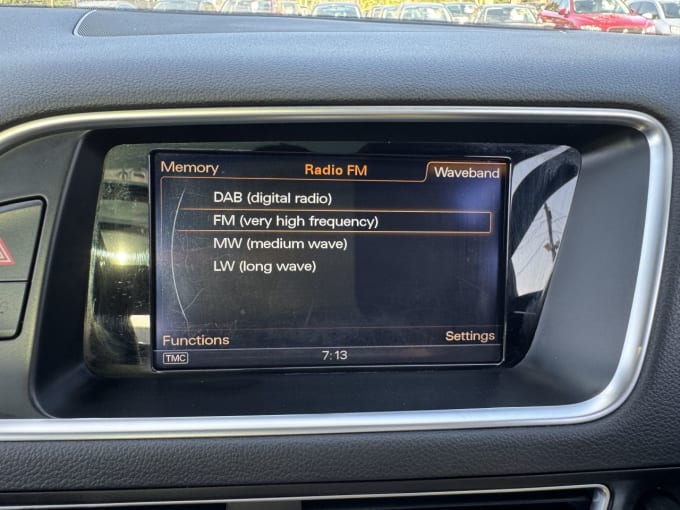 Memory Radio FM Waveband
DAB (digital radio)
FM (very high frequency)
MW (medium wave)
LW (long wave)
Functions Settings
TMC 7:13